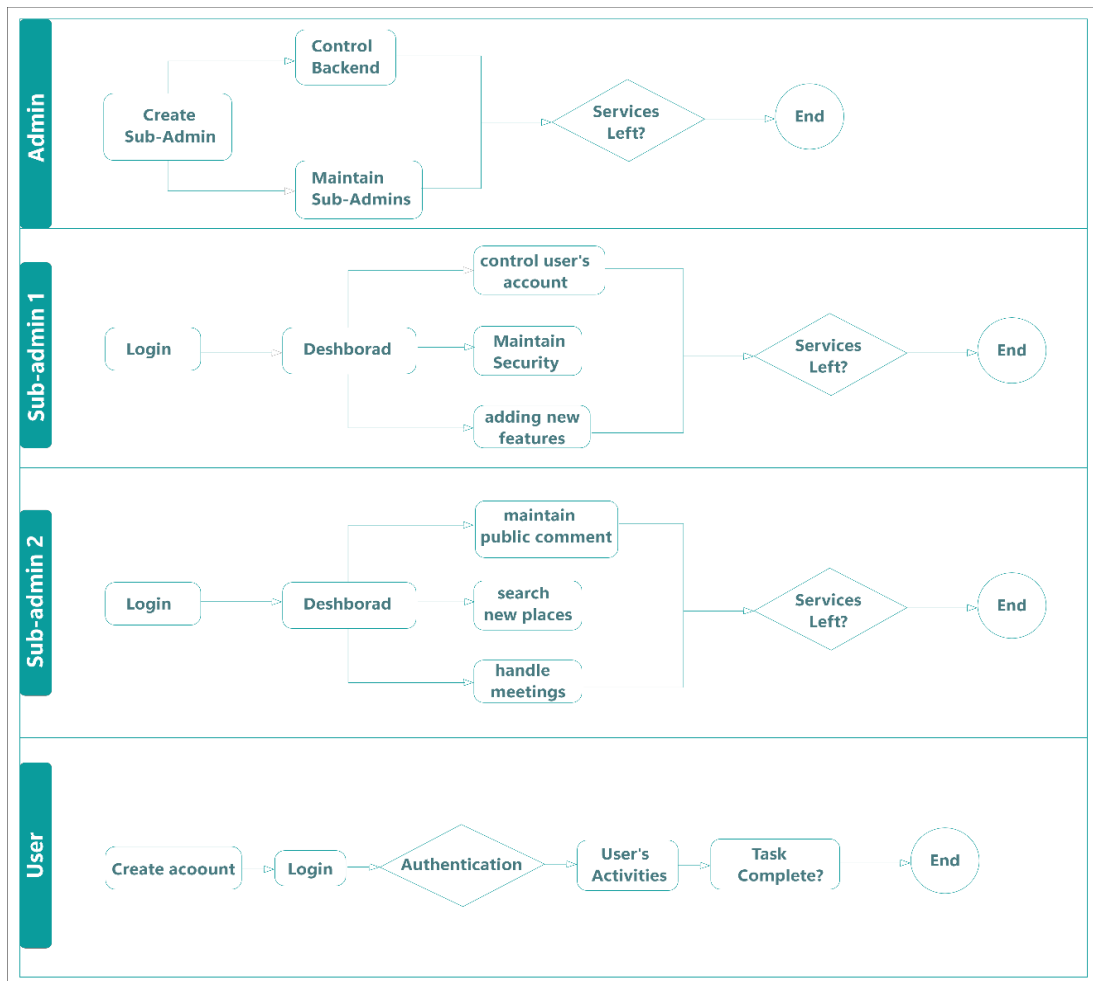 Admin
Control
Backend
Create
Sub-Admin
Maintain
Sub-Admins
Services
Left?
End
Sub-admin 1
Login
Deshborad
control user's
account
Maintain
Security
adding new
features
Services
Left?
End
Sub-admin 2
Login
Deshborad
maintain
public comment
search
new places
handle
meetings
Services
Left?
End
User
Create acoount
Login
Authentication
User's
Activities
Task
Complete?
End